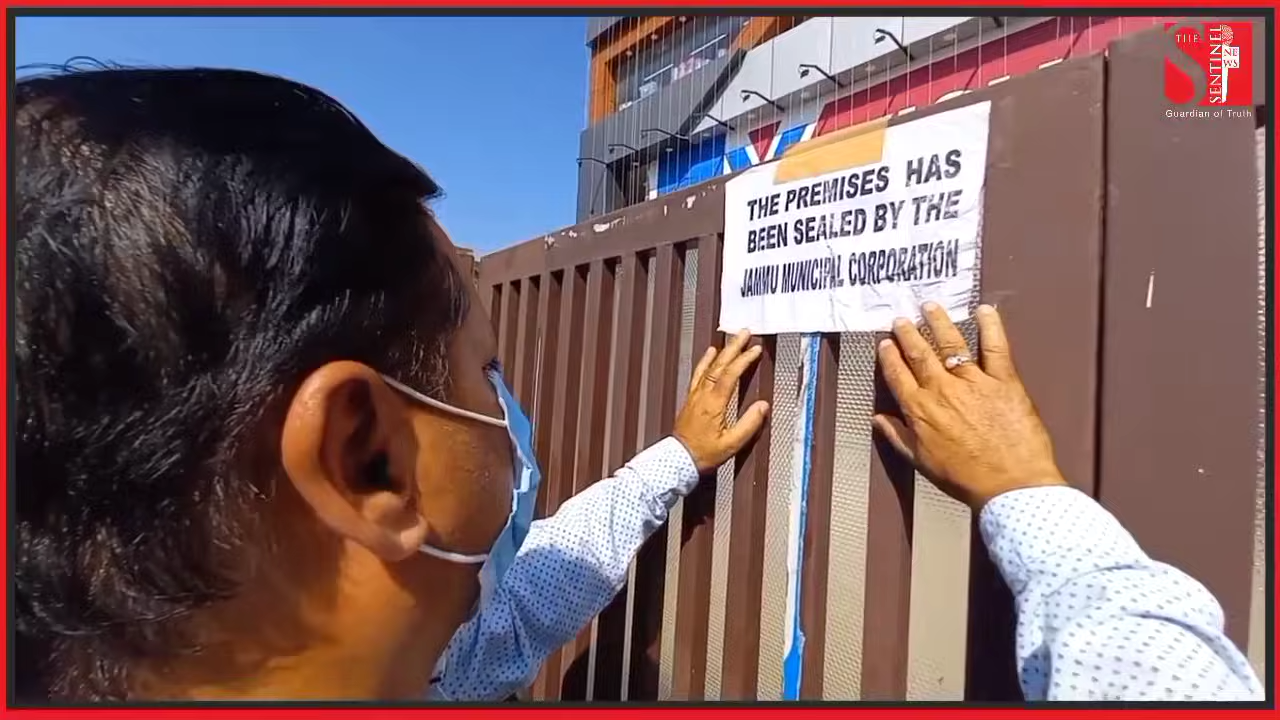 THE PREMISES HAS
BEEN SEALED BY THE
JAMMU MUNICIPAL CORPORATION
THE
SENTINEL
NEWS
Guardian of Truth